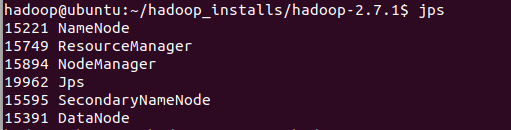 hadoop@ubuntu:~/hadoop_installs/hadoop-2.7.1$ jps
15221 NameNode
15749 ResourceManager
15894 NodeManager
19962 Jps
15595 SecondaryNameNode
15391 DataNode